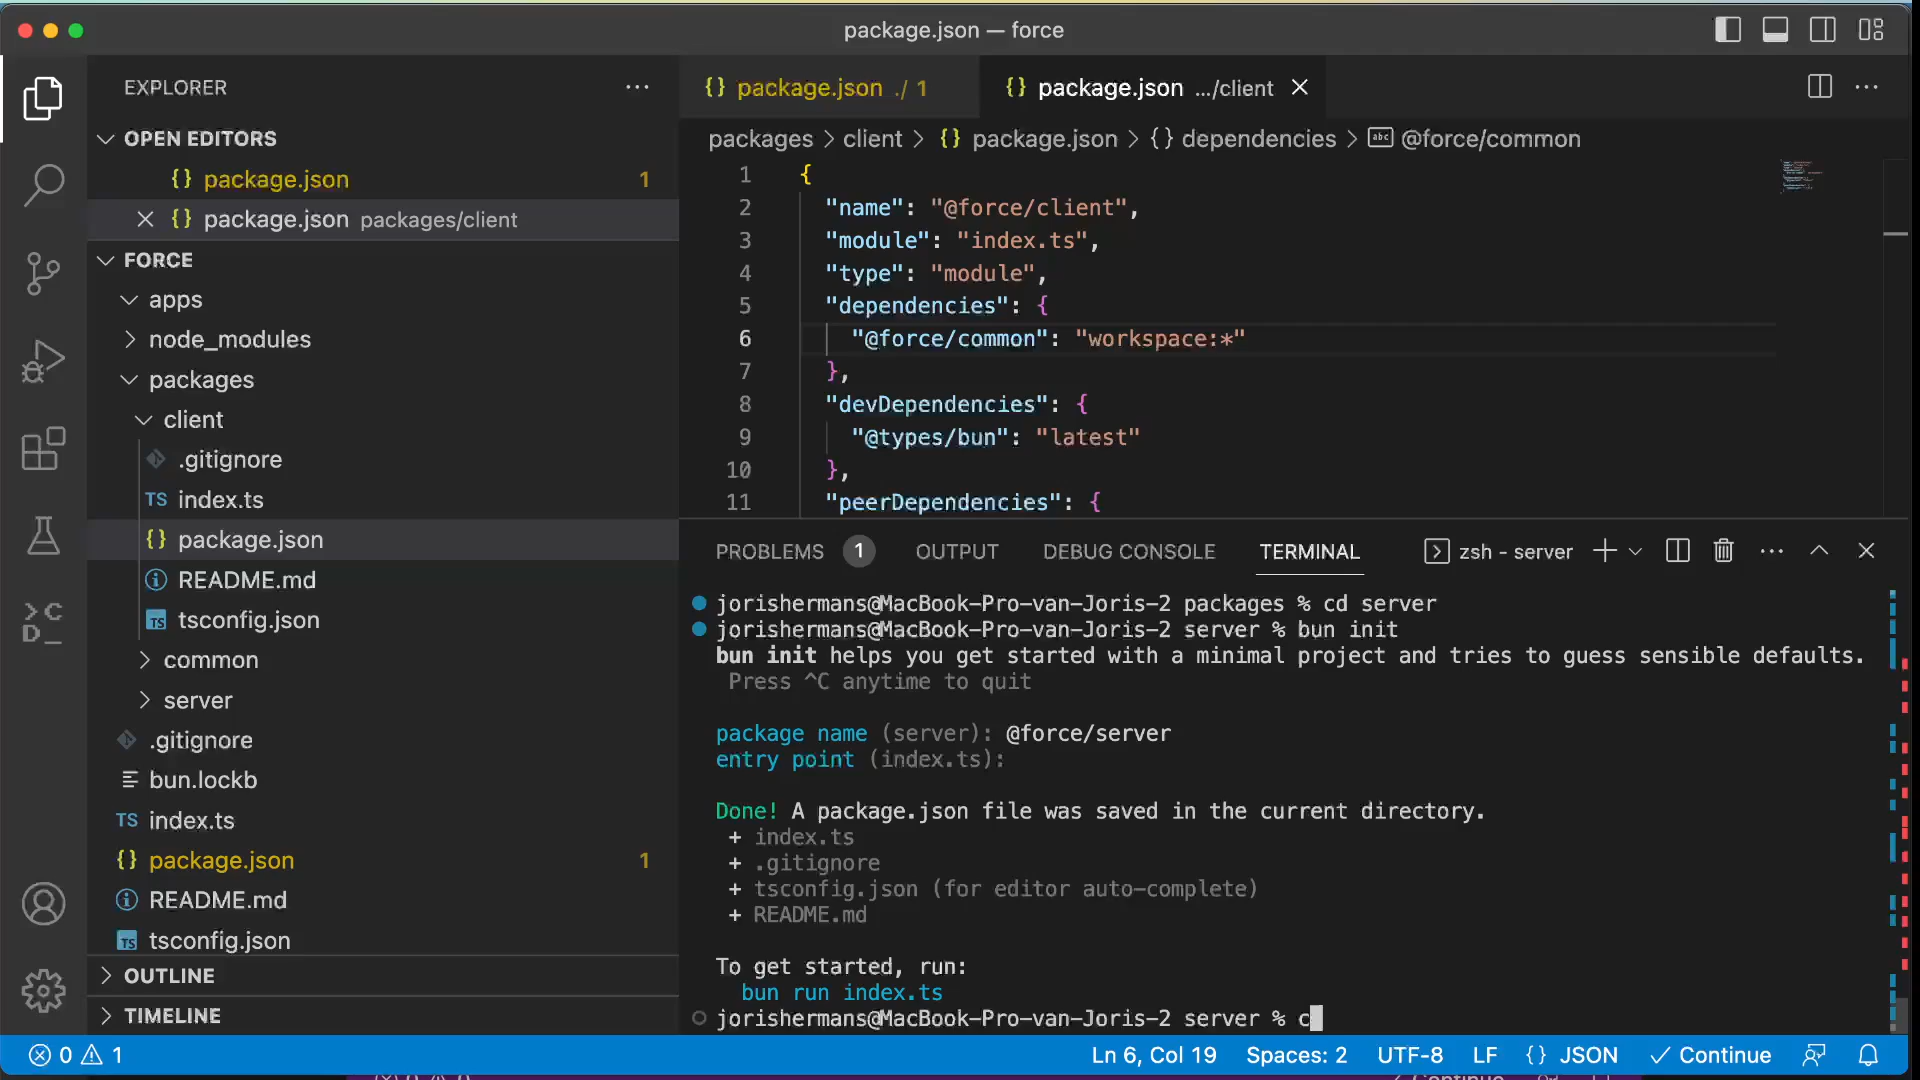 package.json — force
EXPLORER
OPEN EDITORS
{} package.json 1
{} package.json packages/client
FORCE
apps
node_modules
packages
client
.gitignore
TS index.ts
{} package.json
README.md
TS tsconfig.json
common
server
.gitignore
bun.lockb
TS index.ts
{} package.json 1
README.md
TS tsconfig.json
OUTLINE
TIMELINE
{} package.json ./ 1
{} package.json .../client
packages > client > {} package.json > {} dependencies > abc @force/common
1 {
2 "name": "@force/client",
3 "module": "index.ts",
4 "type": "module",
5 "dependencies": {
6 "@force/common": "workspace:*"
7 },
8 "devDependencies": {
9 "@types/bun": "latest"
10 },
11 "peerDependencies": {
PROBLEMS 1 OUTPUT DEBUG CONSOLE TERMINAL zsh - server
jorishermans@MacBook-Pro-van-Joris-2 packages % cd server
jorishermans@MacBook-Pro-van-Joris-2 server % bun init
bun init helps you get started with a minimal project and tries to guess sensible defaults.
Press ^C anytime to quit
package name (server): @force/server
entry point (index.ts):
Done! A package.json file was saved in the current directory.
+ index.ts
+ .gitignore
+ tsconfig.json (for editor auto-complete)
+ README.md
To get started, run:
bun run index.ts
jorishermans@MacBook-Pro-van-Joris-2 server % c
0 1 Ln 6, Col 19 Spaces: 2 UTF-8 LF {} JSON Continue